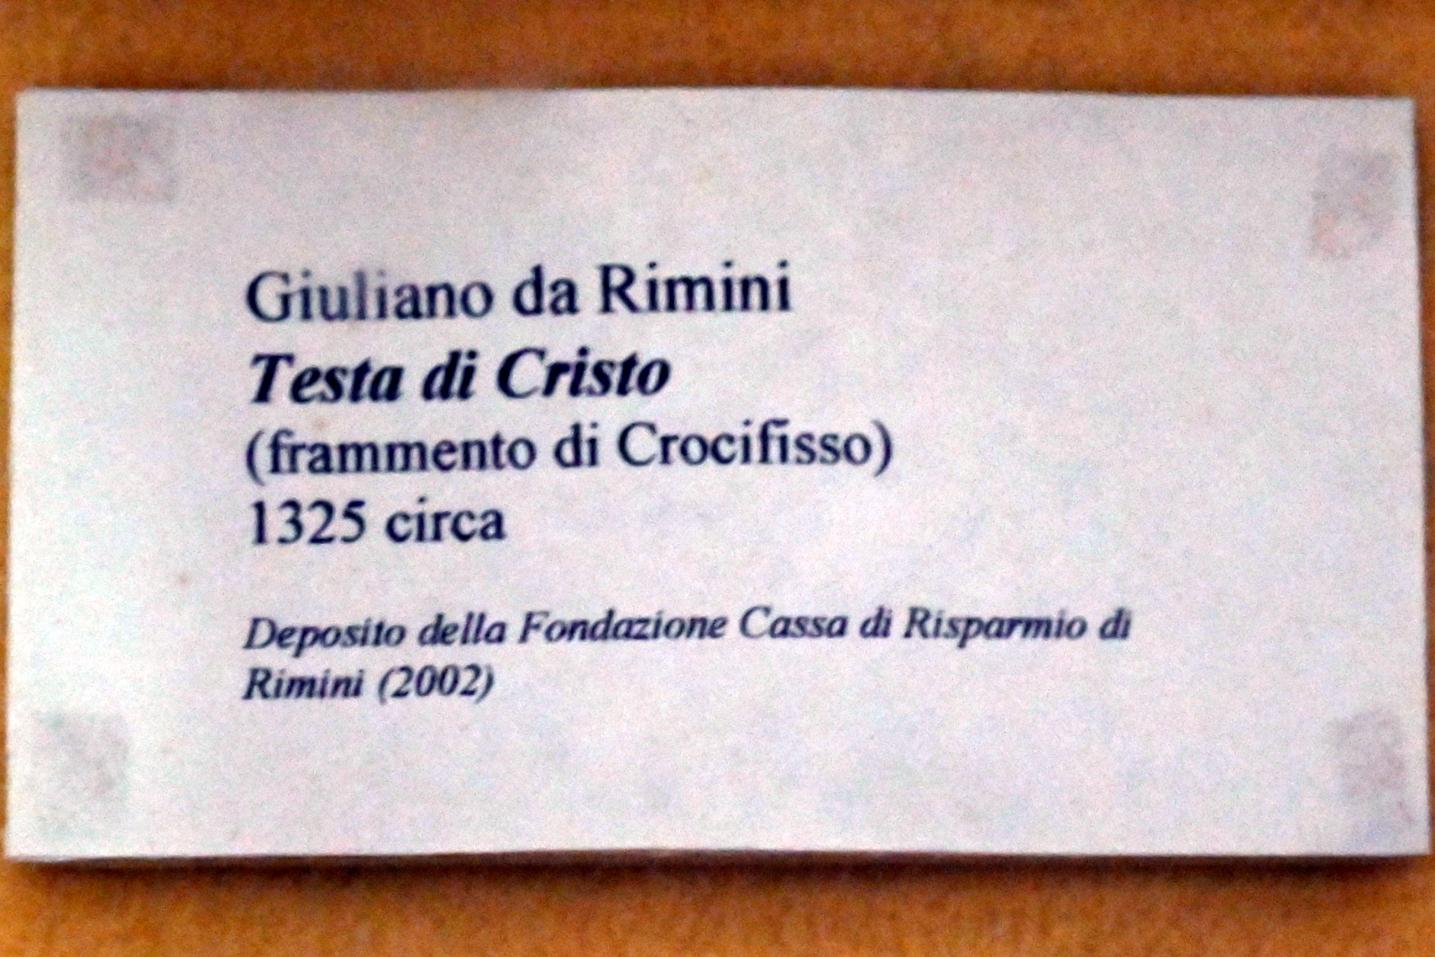 Giuliano da Rimini
Testa di Cristo
(frammento di Crocifisso)
1325 circa
Deposito della Fondazione Cassa di Risparmio di
Rimini (2002)